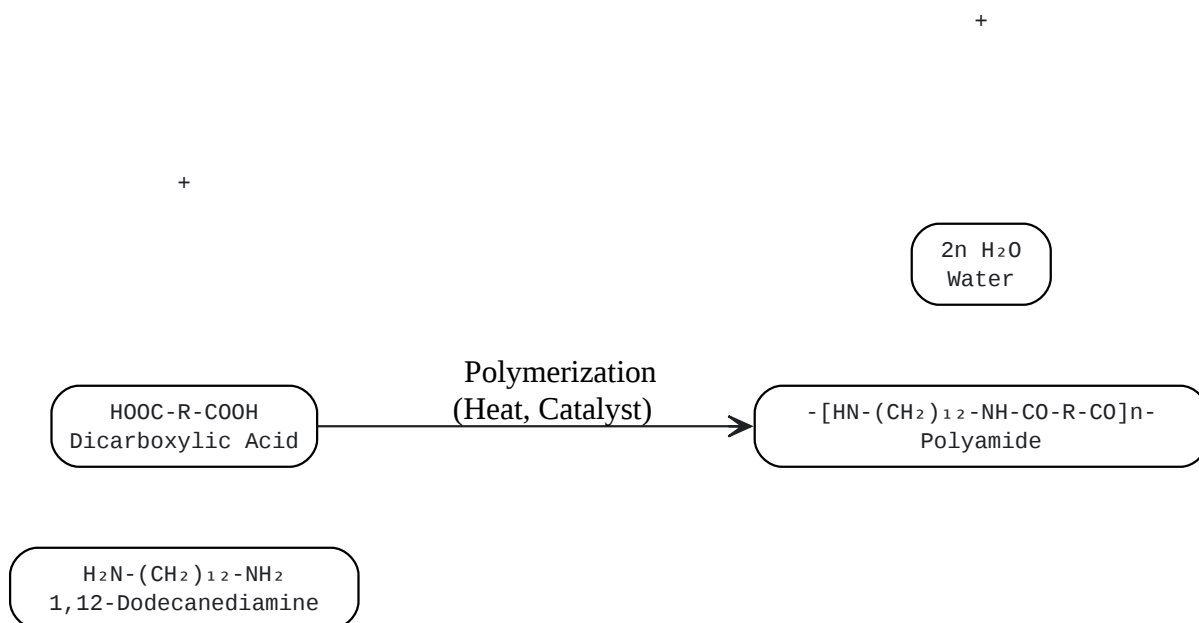 +
+
2n H₂O
Water
Polymerization
(Heat, Catalyst)
HOOC-R-COOH
Dicarboxylic Acid
-[HN-(CH₂)₁₂-NH-CO-R-CO]n-
Polyamide
H₂N-(CH₂)₁₂-NH₂
1,12-Dodecanediamine